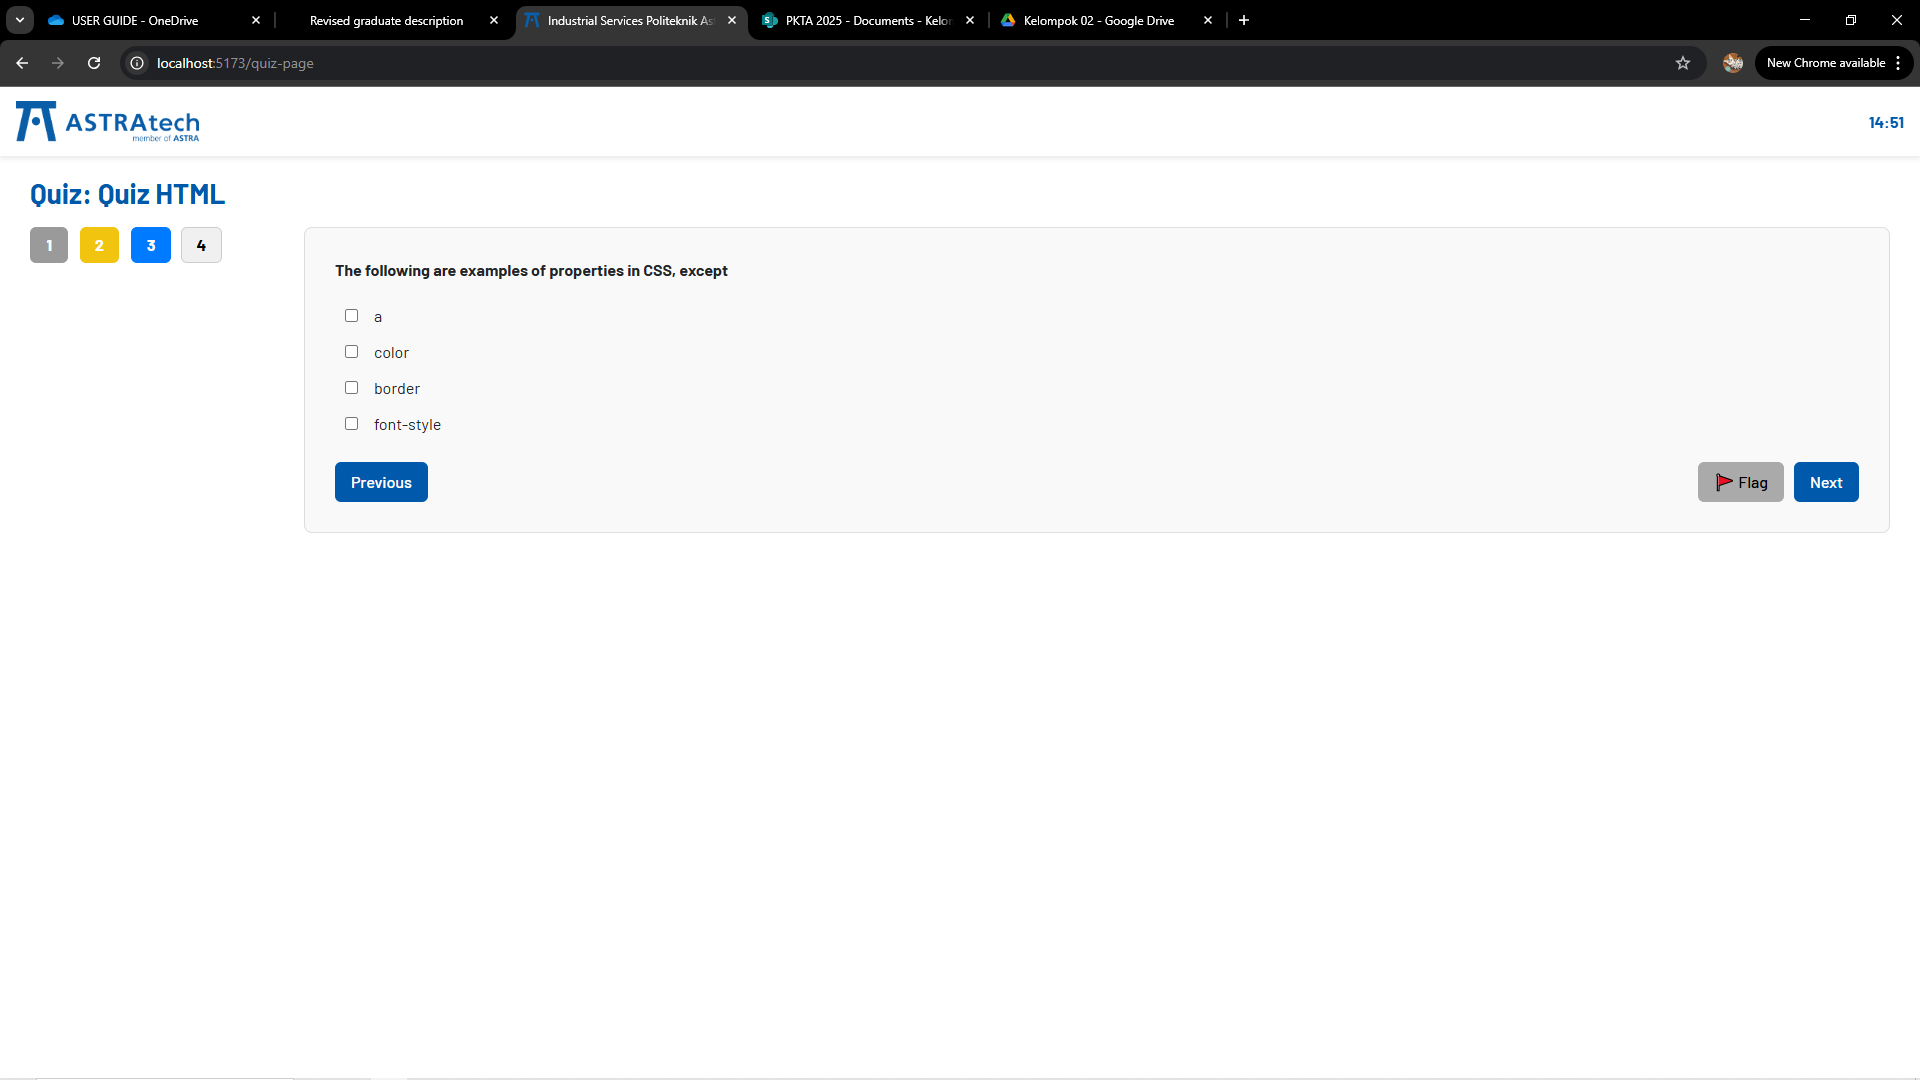 USER GUIDE - OneDrive
Revised graduate description
Industrial Services Politeknik As
PKTA 2025 - Documents - Kelom
Kelompok 02 - Google Drive
localhost:5173/quiz-page
New Chrome available
ASTRAtech
member of ASTRA
14:51
Quiz: Quiz HTML
1 2 3 4
The following are examples of properties in CSS, except
a
color
border
font-style
Previous
Flag
Next